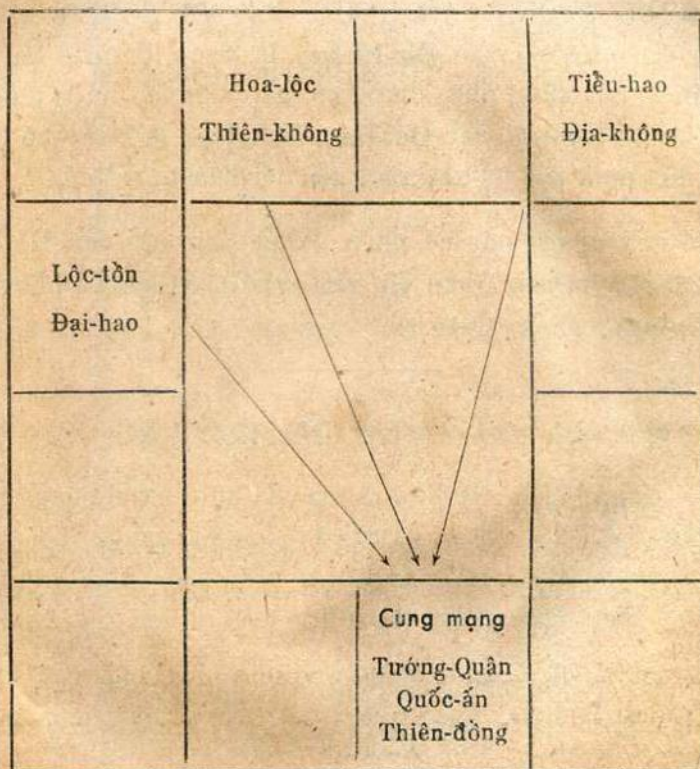 Hoa-lộc
Thiên-không
Tiểu-hao
Địa-không
Lộc-tồn
Đại-hao
Cung mạng
Tướng-Quân
Quốc-ấn
Thiên-đồng